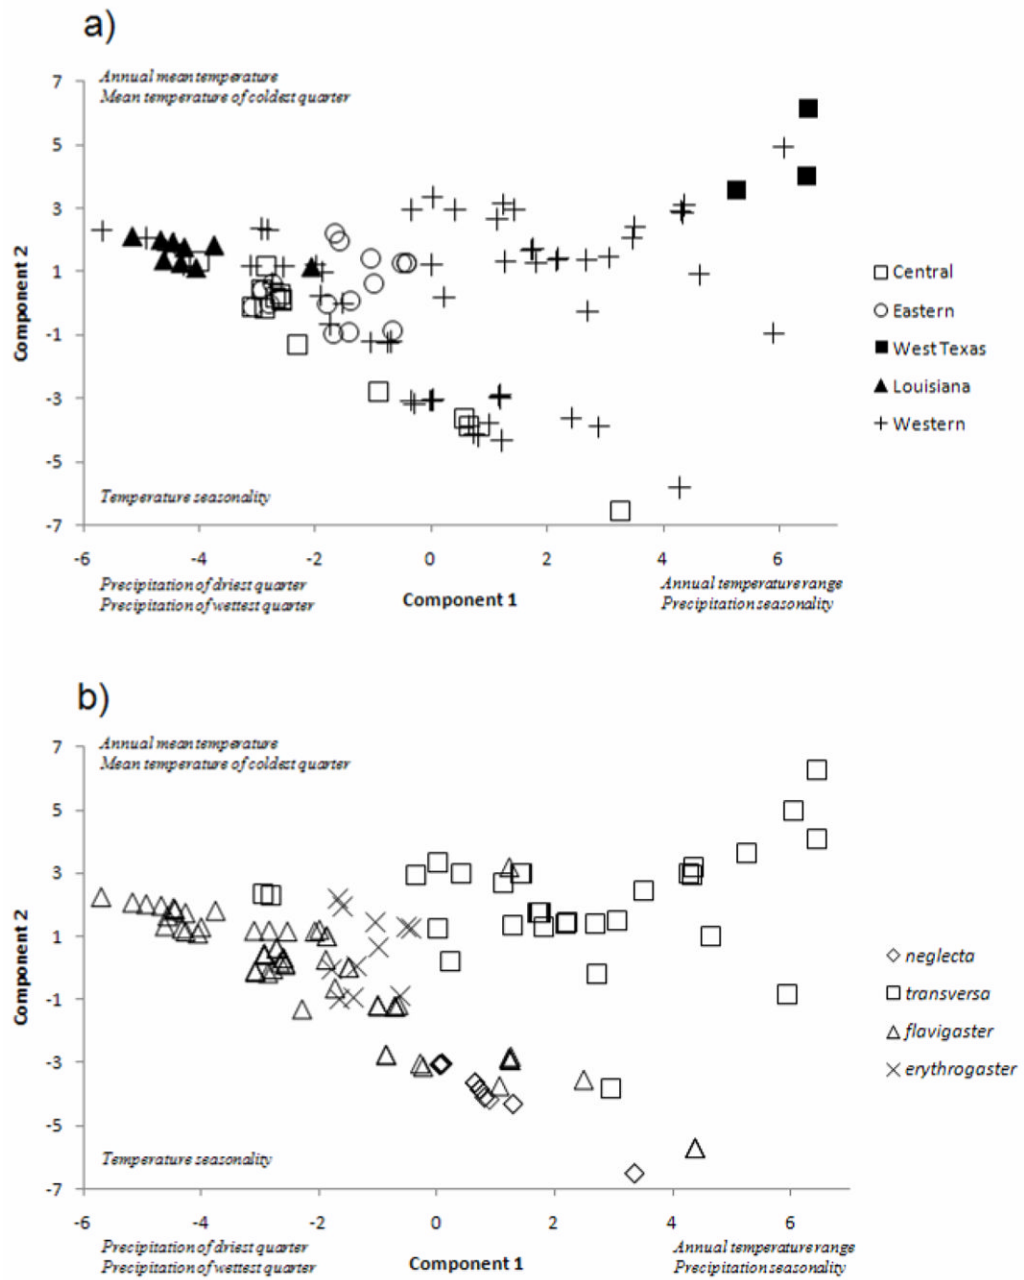 a)
Annual mean temperature
Mean temperature of coldest quarter
7
5
3
1
-1
-3
-5
-7
Component 2
Central
Eastern
West Texas
Louisiana
Western
Temperature seasonality
-6 -4 -2 0 2 4 6
Precipitation of driest quarter
Precipitation of wettest quarter
Component 1
Annual temperature range
Precipitation seasonality
b)
Annual mean temperature
Mean temperature of coldest quarter
7
5
3
1
-1
-3
-5
-7
Component 2
neglecta
transversa
flavigaster
erythrogaster
Temperature seasonality
-6 -4 -2 0 2 4 6
Precipitation of driest quarter
Precipitation of wettest quarter
Component 1
Annual temperature range
Precipitation seasonality